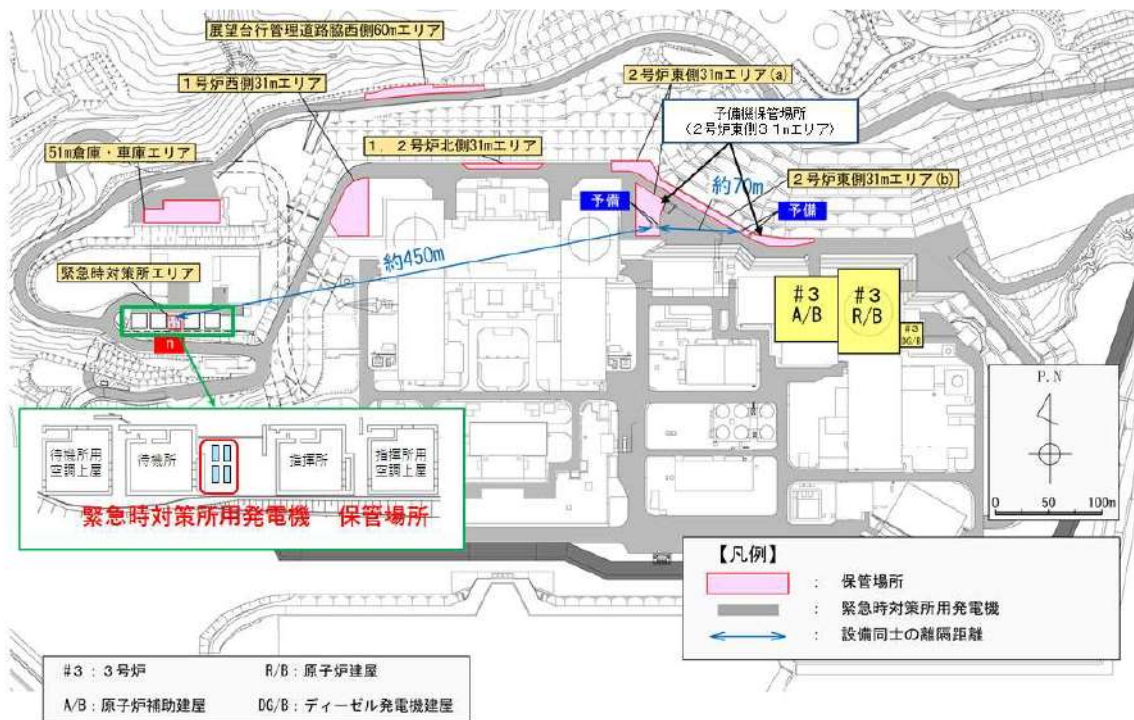 展望台行管理道路脇西側60mエリア
1号炉西側31mエリア
2号炉東側31mエリア(a)
予備機保管場所
(2号炉東側31mエリア)
51m倉庫・車庫エリア
1，2号炉北側31mエリア
約70m
2号炉東側31mエリア(b)
予備
予備
約450m
緊急時対策所エリア
n
#3
A/B
#3
R/B
#3
DG/B
P.N
0 50 100m
待機所用
空調上屋
待機所
指揮所
指揮所用
空調上屋
緊急時対策所用発電機 保管場所
【凡例】
: 保管場所
: 緊急時対策所用発電機
: 設備同士の離隔距離
#3：3号炉
R/B：原子炉建屋
A/B：原子炉補助建屋
DG/B：ディーゼル発電機建屋